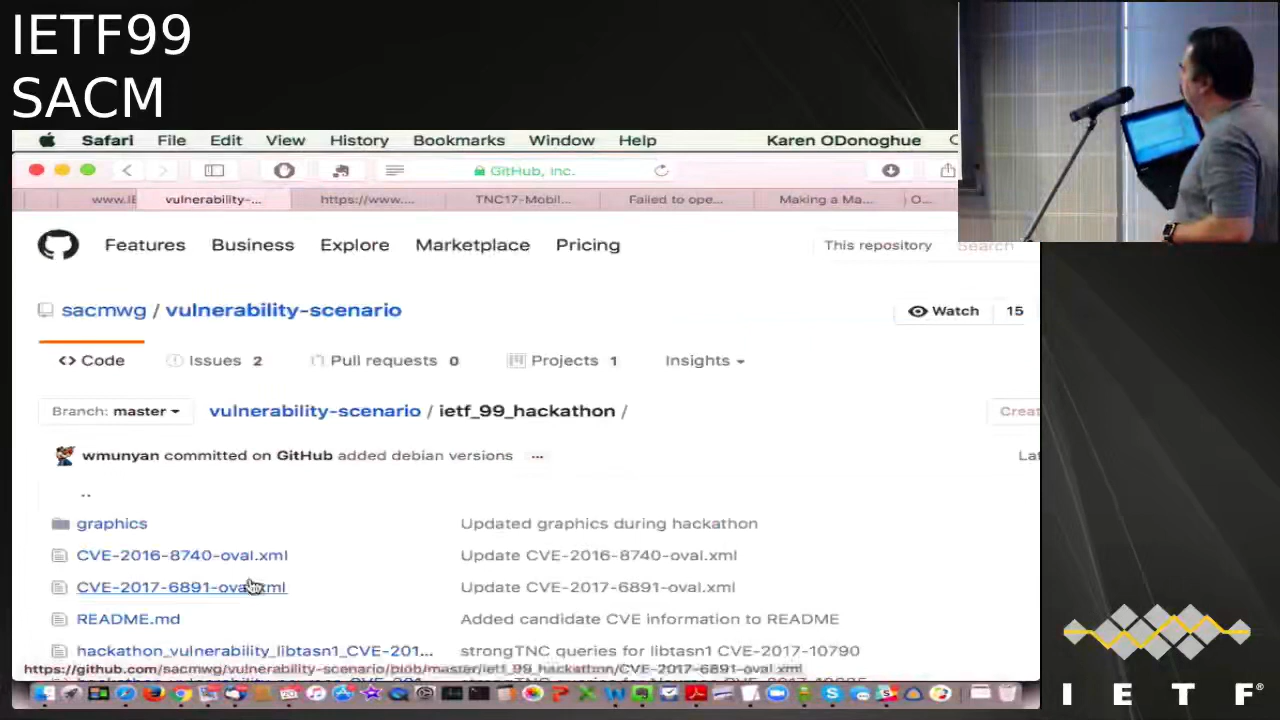 IETF99
SACM
Safari File Edit View History Bookmarks Window Help Karen ODonoghue
GitHub, Inc.
www.IE vulnerability-... https://www.... TNC17-Mobil... Failed to ope... Making a Ma... O...
Features Business Explore Marketplace Pricing This repository Search
sacmwg / vulnerability-scenario Watch 15
<> Code Issues 2 Pull requests 0 Projects 1 Insights
Branch: master vulnerability-scenario / ietf_99_hackathon / Creat
wmunyan committed on GitHub added debian versions ... Lat
..
graphics Updated graphics during hackathon
CVE-2016-8740-oval.xml Update CVE-2016-8740-oval.xml
CVE-2017-6891-oval.xml Update CVE-2017-6891-oval.xml
README.md Added candidate CVE information to README
hackathon_vulnerability_libtasn1_CVE-201... strongTNC queries for libtasn1 CVE-2017-10790
https://github.com/sacmwg/vulnerability-scenario/blob/master/ietf_99_hackathon/CVE-2017-6891-oval.xml
I E T F®